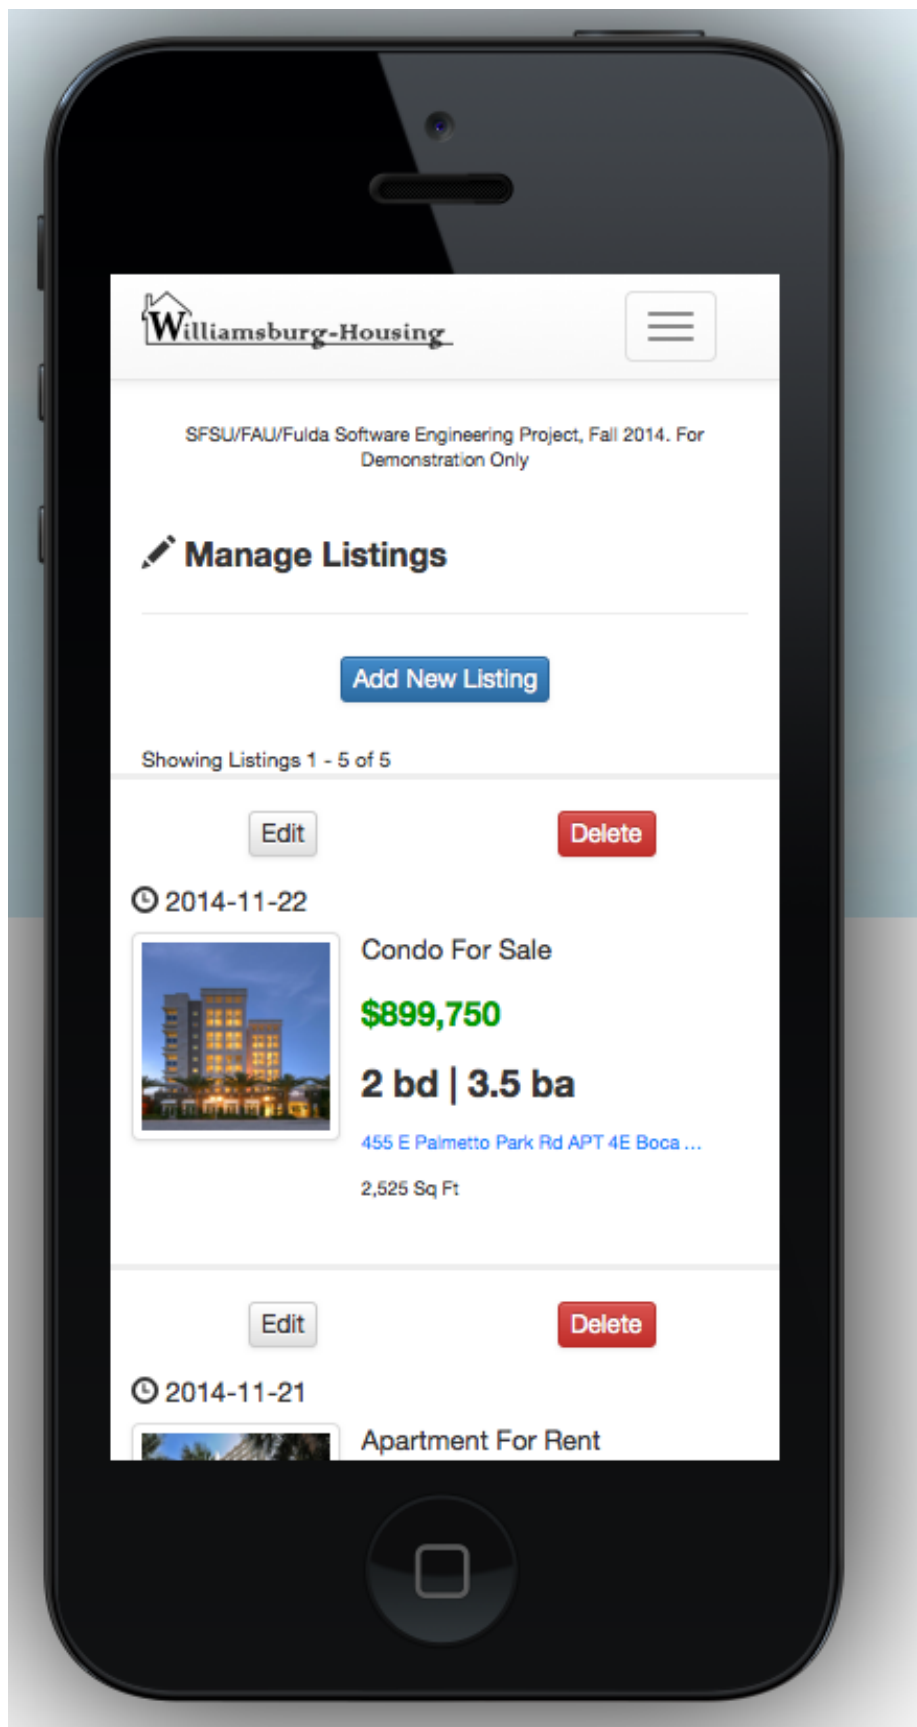 Williamsburg-Housing
SFSU/FAU/Fulda Software Engineering Project, Fall 2014. For
Demonstration Only
Manage Listings
Add New Listing
Showing Listings 1 - 5 of 5
Edit
Delete
2014-11-22
Condo For Sale
$899,750
2 bd | 3.5 ba
455 E Palmetto Park Rd APT 4E Boca ...
2,525 Sq Ft
Edit
Delete
2014-11-21
Apartment For Rent